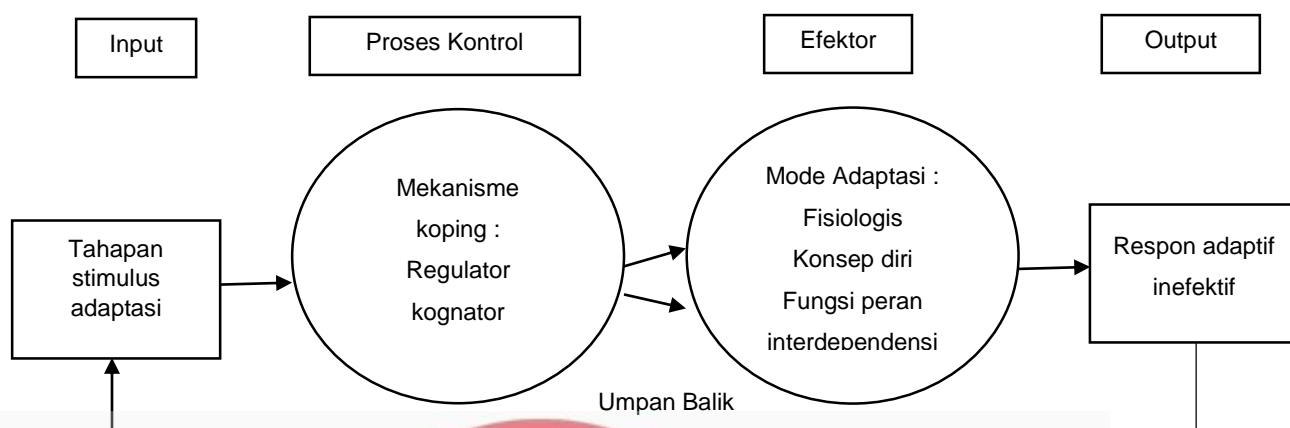 Input
Proses Kontrol
Efektor
Output
Tahapan
stimulus
adaptasi
Mekanisme
koping :
Regulator
kognator
Mode Adaptasi :
Fisiologis
Konsep diri
Fungsi peran
interdependensi
Respon adaptif
inefektif
Umpan Balik